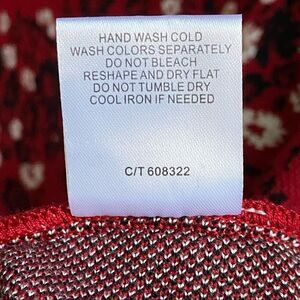 HAND WASH COLD
WASH COLORS SEPARATELY
DO NOT BLEACH
RESHAPE AND DRY FLAT
DO NOT TUMBLE DRY
COOL IRON IF NEEDED
C/T 608322